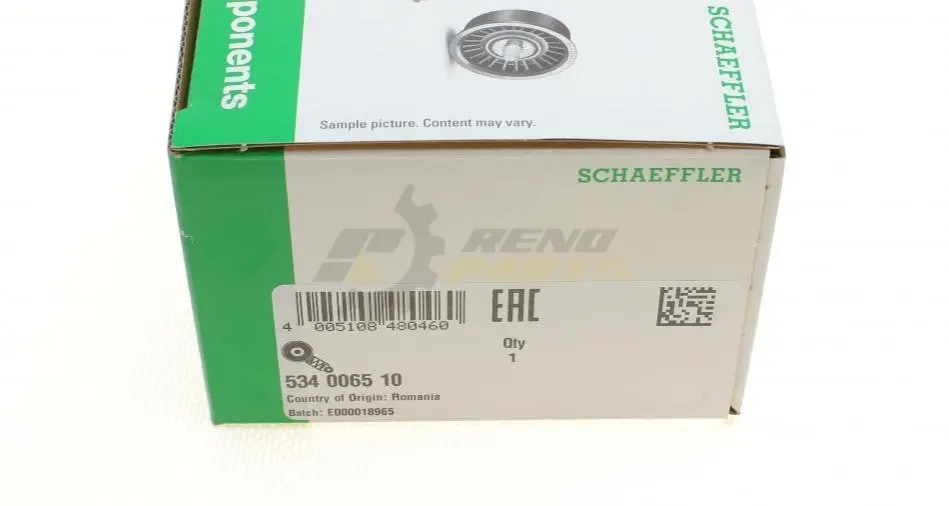 ponents
SCHAEFFLER
Sample picture. Content may vary.
SCHAEFFLER
RENO
PARTS
4 005108 480460
EAC
Qty
1
534 0065 10
Country of Origin: Romania
Batch: E000018965